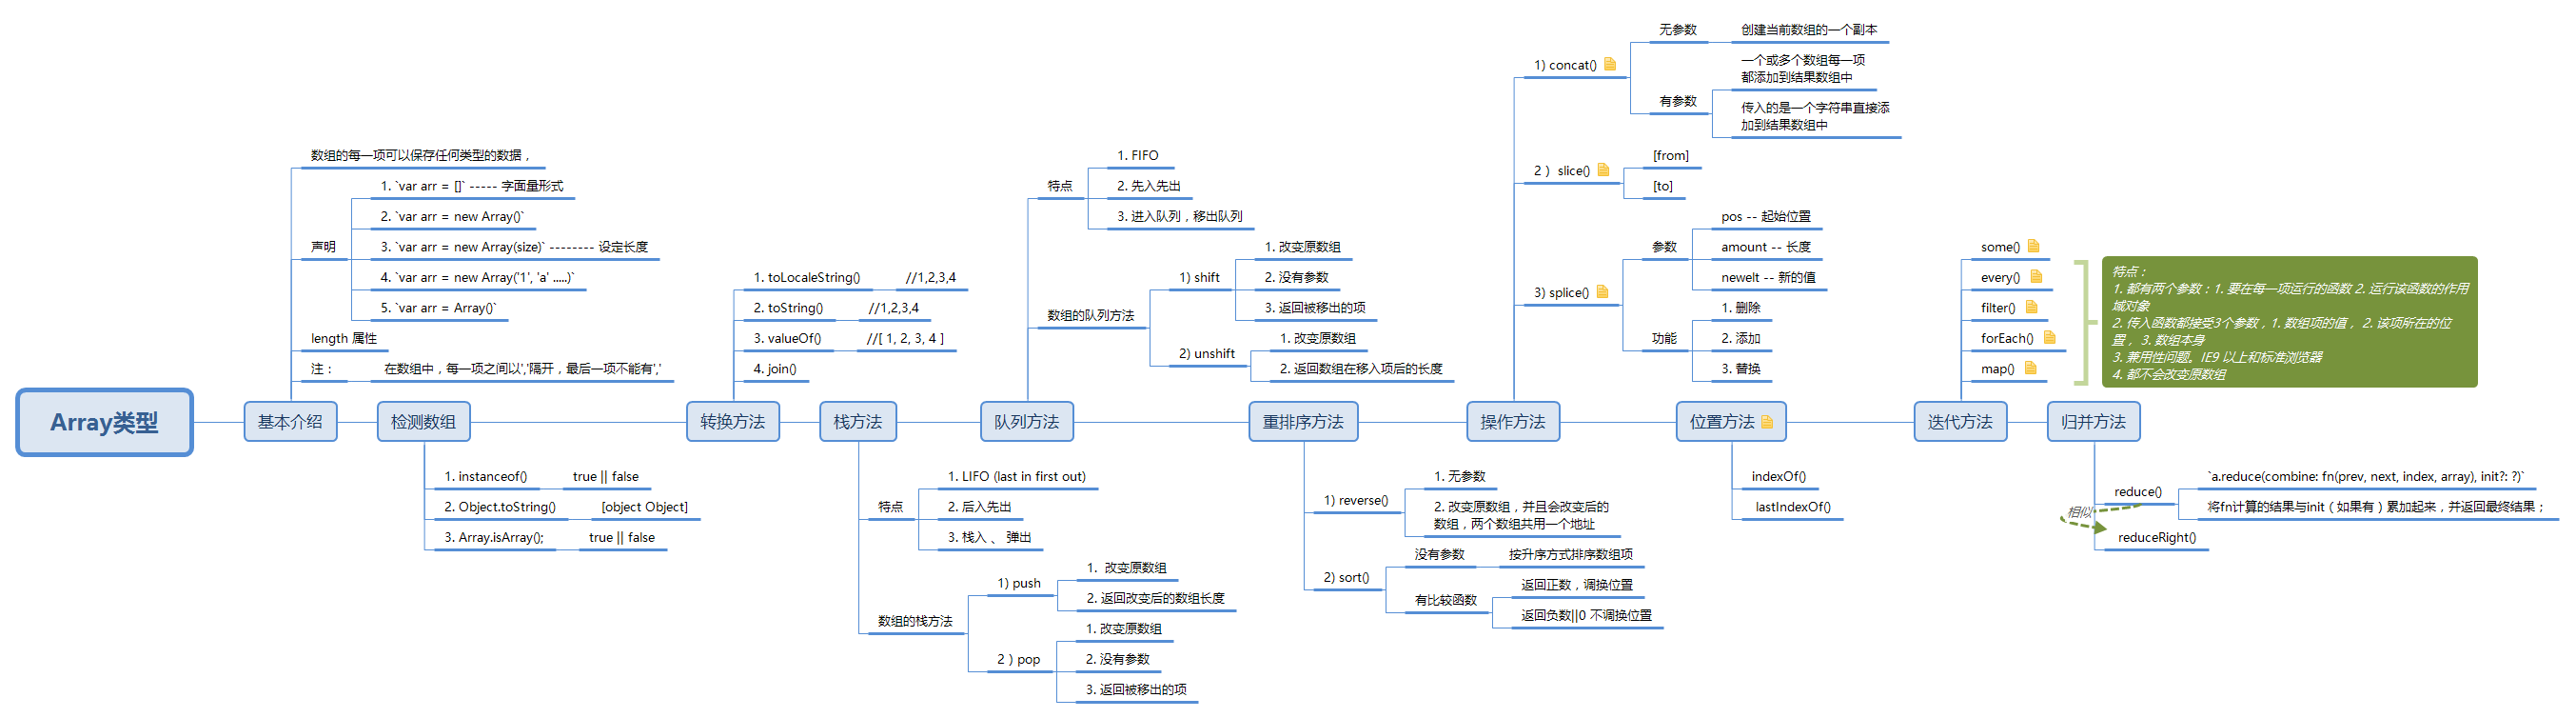 Array类型
基本介绍
数组的每一项可以保存任何类型的数据，
声明
1. `var arr = []` ----- 字面量形式
2. `var arr = new Array()`
3. `var arr = new Array(size)` -------- 设定长度
4. `var arr = new Array('1', 'a' .....)`
5. `var arr = Array()`
length 属性
注：
在数组中，每一项之间以','隔开，最后一项不能有','
检测数组
1. instanceof()
true || false
2. Object.toString()
[object Object]
3. Array.isArray();
true || false
转换方法
1. toLocaleString()
//1,2,3,4
2. toString()
//1,2,3,4
3. valueOf()
//[ 1, 2, 3, 4 ]
4. join()
栈方法
特点
1. LIFO (last in first out)
2. 后入先出
3. 栈入 、 弹出
数组的栈方法
1) push
1. 改变原数组
2. 返回改变后的数组长度
2）pop
1. 改变原数组
2. 没有参数
3. 返回被移出的项
队列方法
特点
1. FIFO
2. 先入先出
3. 进入队列，移出队列
数组的队列方法
1) shift
1. 改变原数组
2. 没有参数
3. 返回被移出的项
2) unshift
1. 改变原数组
2. 返回数组在移入项后的长度
重排序方法
1) reverse()
1. 无参数
2. 改变原数组，并且会改变后的
数组，两个数组共用一个地址
2) sort()
没有参数
按升序方式排序数组项
有比较函数
返回正数，调换位置
返回负数||0 不调换位置
操作方法
1) concat()
无参数
创建当前数组的一个副本
有参数
一个或多个数组每一项
都添加到结果数组中
传入的是一个字符串直接添
加到结果数组中
2）slice()
[from]
[to]
3) splice()
参数
pos -- 起始位置
amount -- 长度
newelt -- 新的值
功能
1. 删除
2. 添加
3. 替换
位置方法
indexOf()
lastIndexOf()
迭代方法
some()
every()
filter()
forEach()
map()
特点：
1. 都有两个参数：1. 要在每一项运行的函数 2. 运行该函数的作用
域对象
2. 传入函数都接受3个参数，1. 数组项的值， 2. 该项所在的位
置， 3. 数组本身
3. 兼用性问题。IE9 以上和标准浏览器
4. 都不会改变原数组
归并方法
reduce()
`a.reduce(combine: fn(prev, next, index, array), init?: ?)`
将fn计算的结果与init（如果有）累加起来，并返回最终结果；
相似
reduceRight()